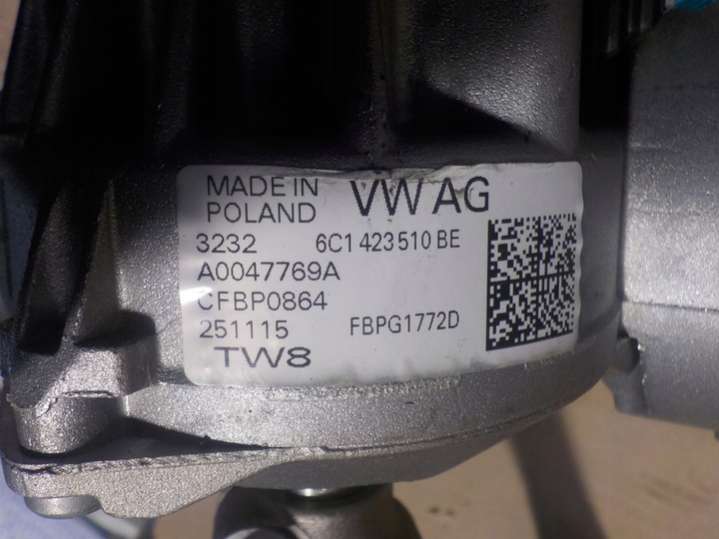 MADE IN VW AG
POLAND
3232 6C1 423 510 BE
A0047769A
CFBP0864
251115 FBPG1772D
TW8